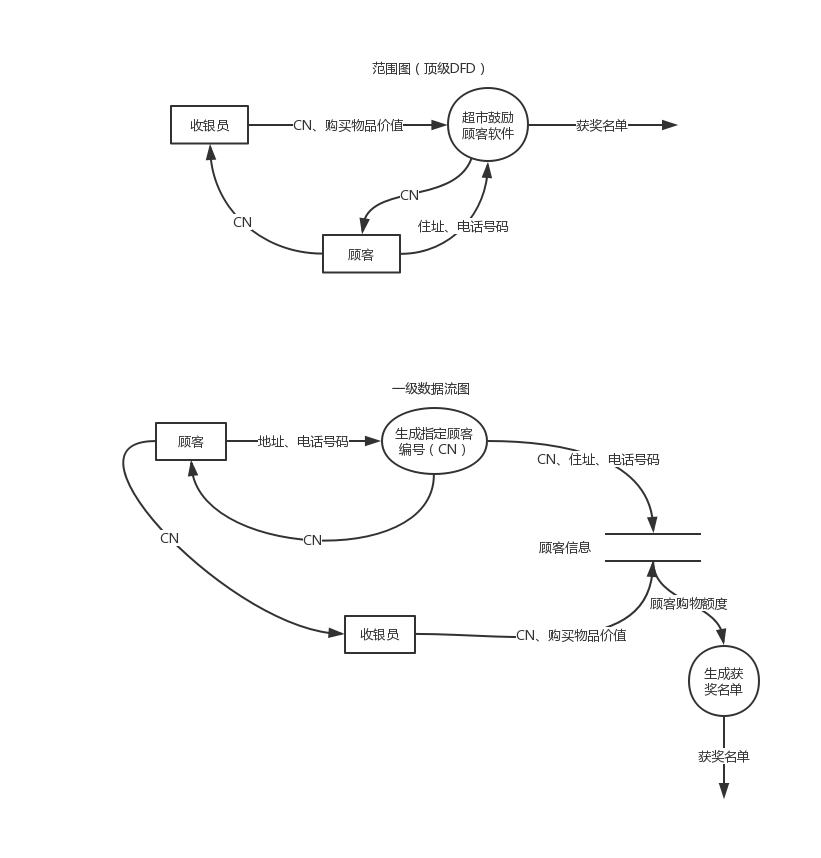 范围图（顶级DFD）
收银员
CN、购买物品价值
超市鼓励
顾客软件
获奖名单
CN
CN
住址、电话号码
顾客
一级数据流图
顾客
地址、电话号码
生成指定顾客
编号（CN）
CN、住址、电话号码
CN
CN
顾客信息
顾客购物额度
收银员
CN、购买物品价值
生成获
奖名单
获奖名单